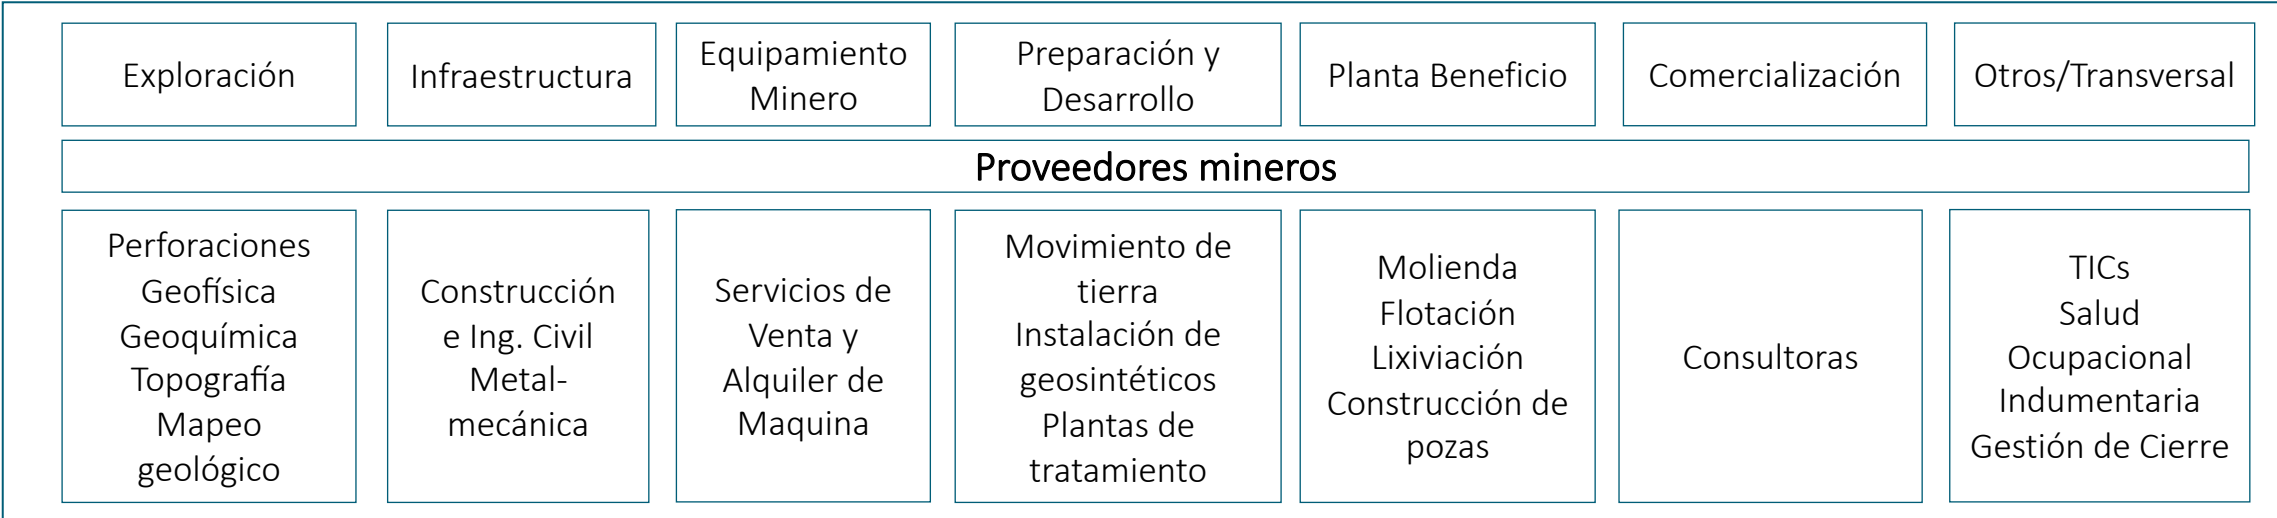 Exploración
Infraestructura
Equipamiento
Minero
Preparación y
Desarrollo
Planta Beneficio
Comercialización
Otros/Transversal
Proveedores mineros
Perforaciones
Geofísica
Geoquímica
Topografía
Mapeo
geológico
Construcción
e Ing. Civil
Metal-
mecánica
Servicios de
Venta y
Alquiler de
Maquina
Movimiento de
tierra
Instalación de
geosintéticos
Plantas de
tratamiento
Molienda
Flotación
Lixiviación
Construcción de
pozas
Consultoras
TICs
Salud
Ocupacional
Indumentaria
Gestión de Cierre